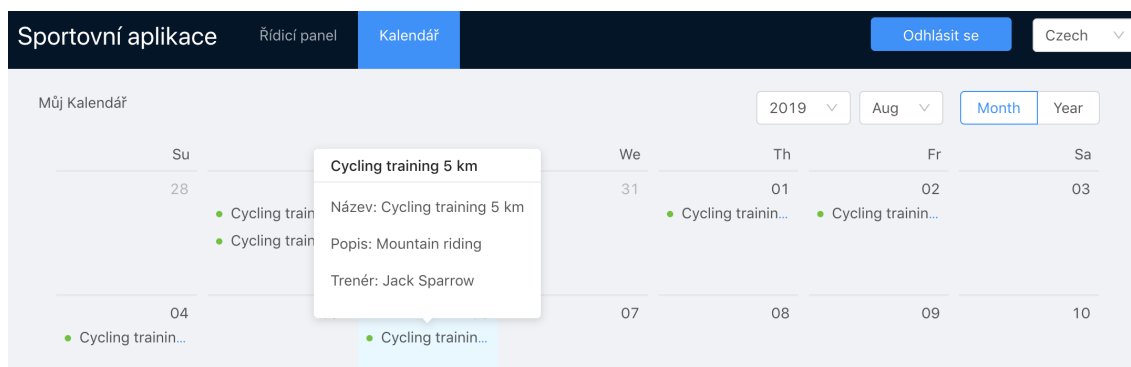 Sportovní aplikace Řídicí panel Kalendář Odhlásit se Czech
Můj Kalendář 2019 Aug Month Year
Su We Th Fr Sa
Cycling training 5 km
28 31 01 02 03
Název: Cycling training 5 km
Cycling train Cycling trainin... Cycling trainin...
Cycling train
Popis: Mountain riding
Trenér: Jack Sparrow
04 07 08 09 10
Cycling trainin... Cycling trainin...